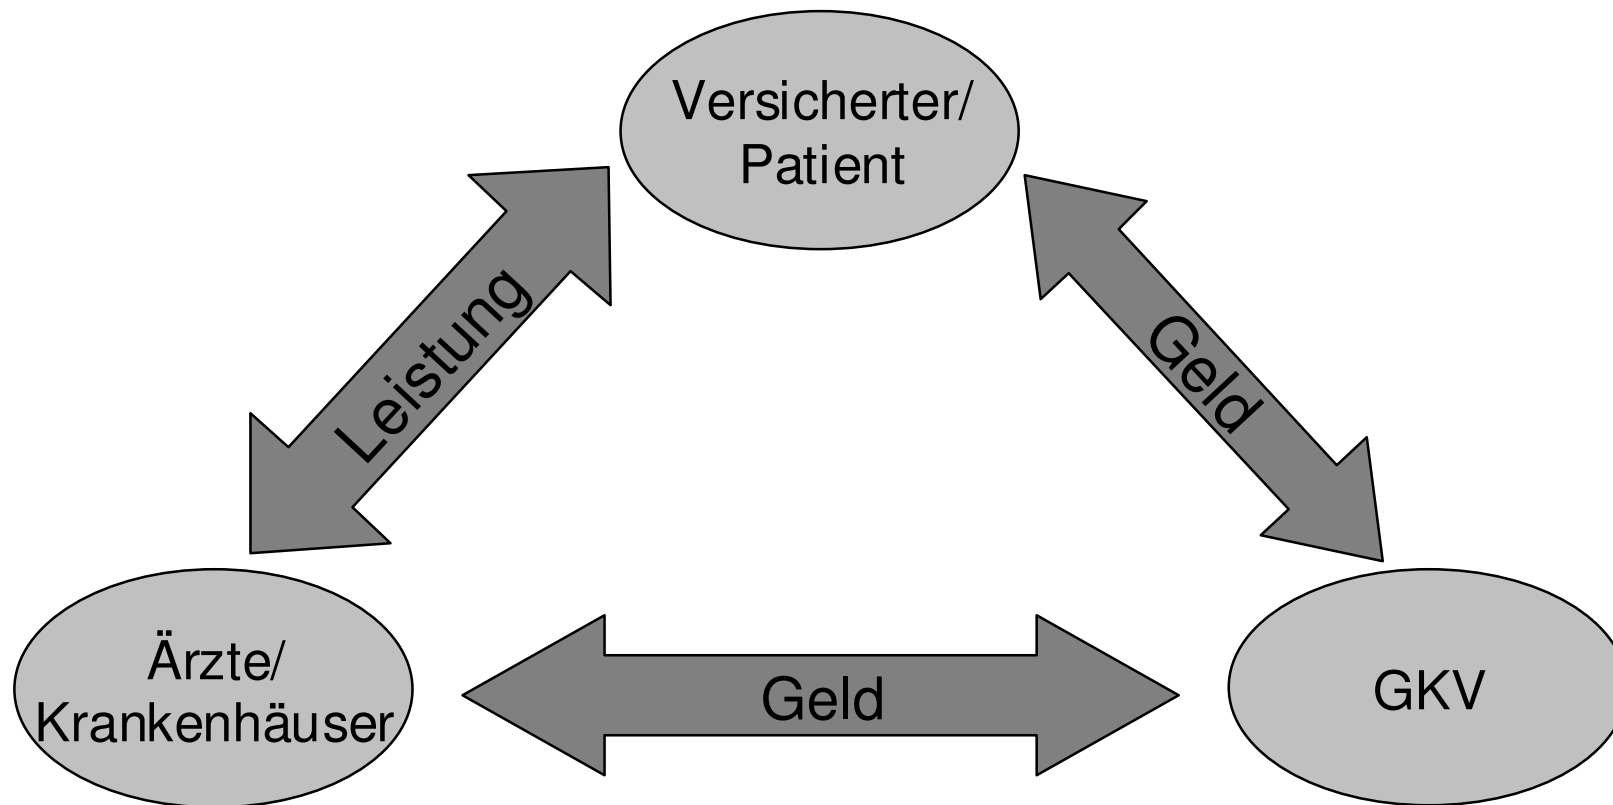 Versicherter/
Patient
Leistung
Geld
Ärzte/
Krankenhäuser
Geld
GKV